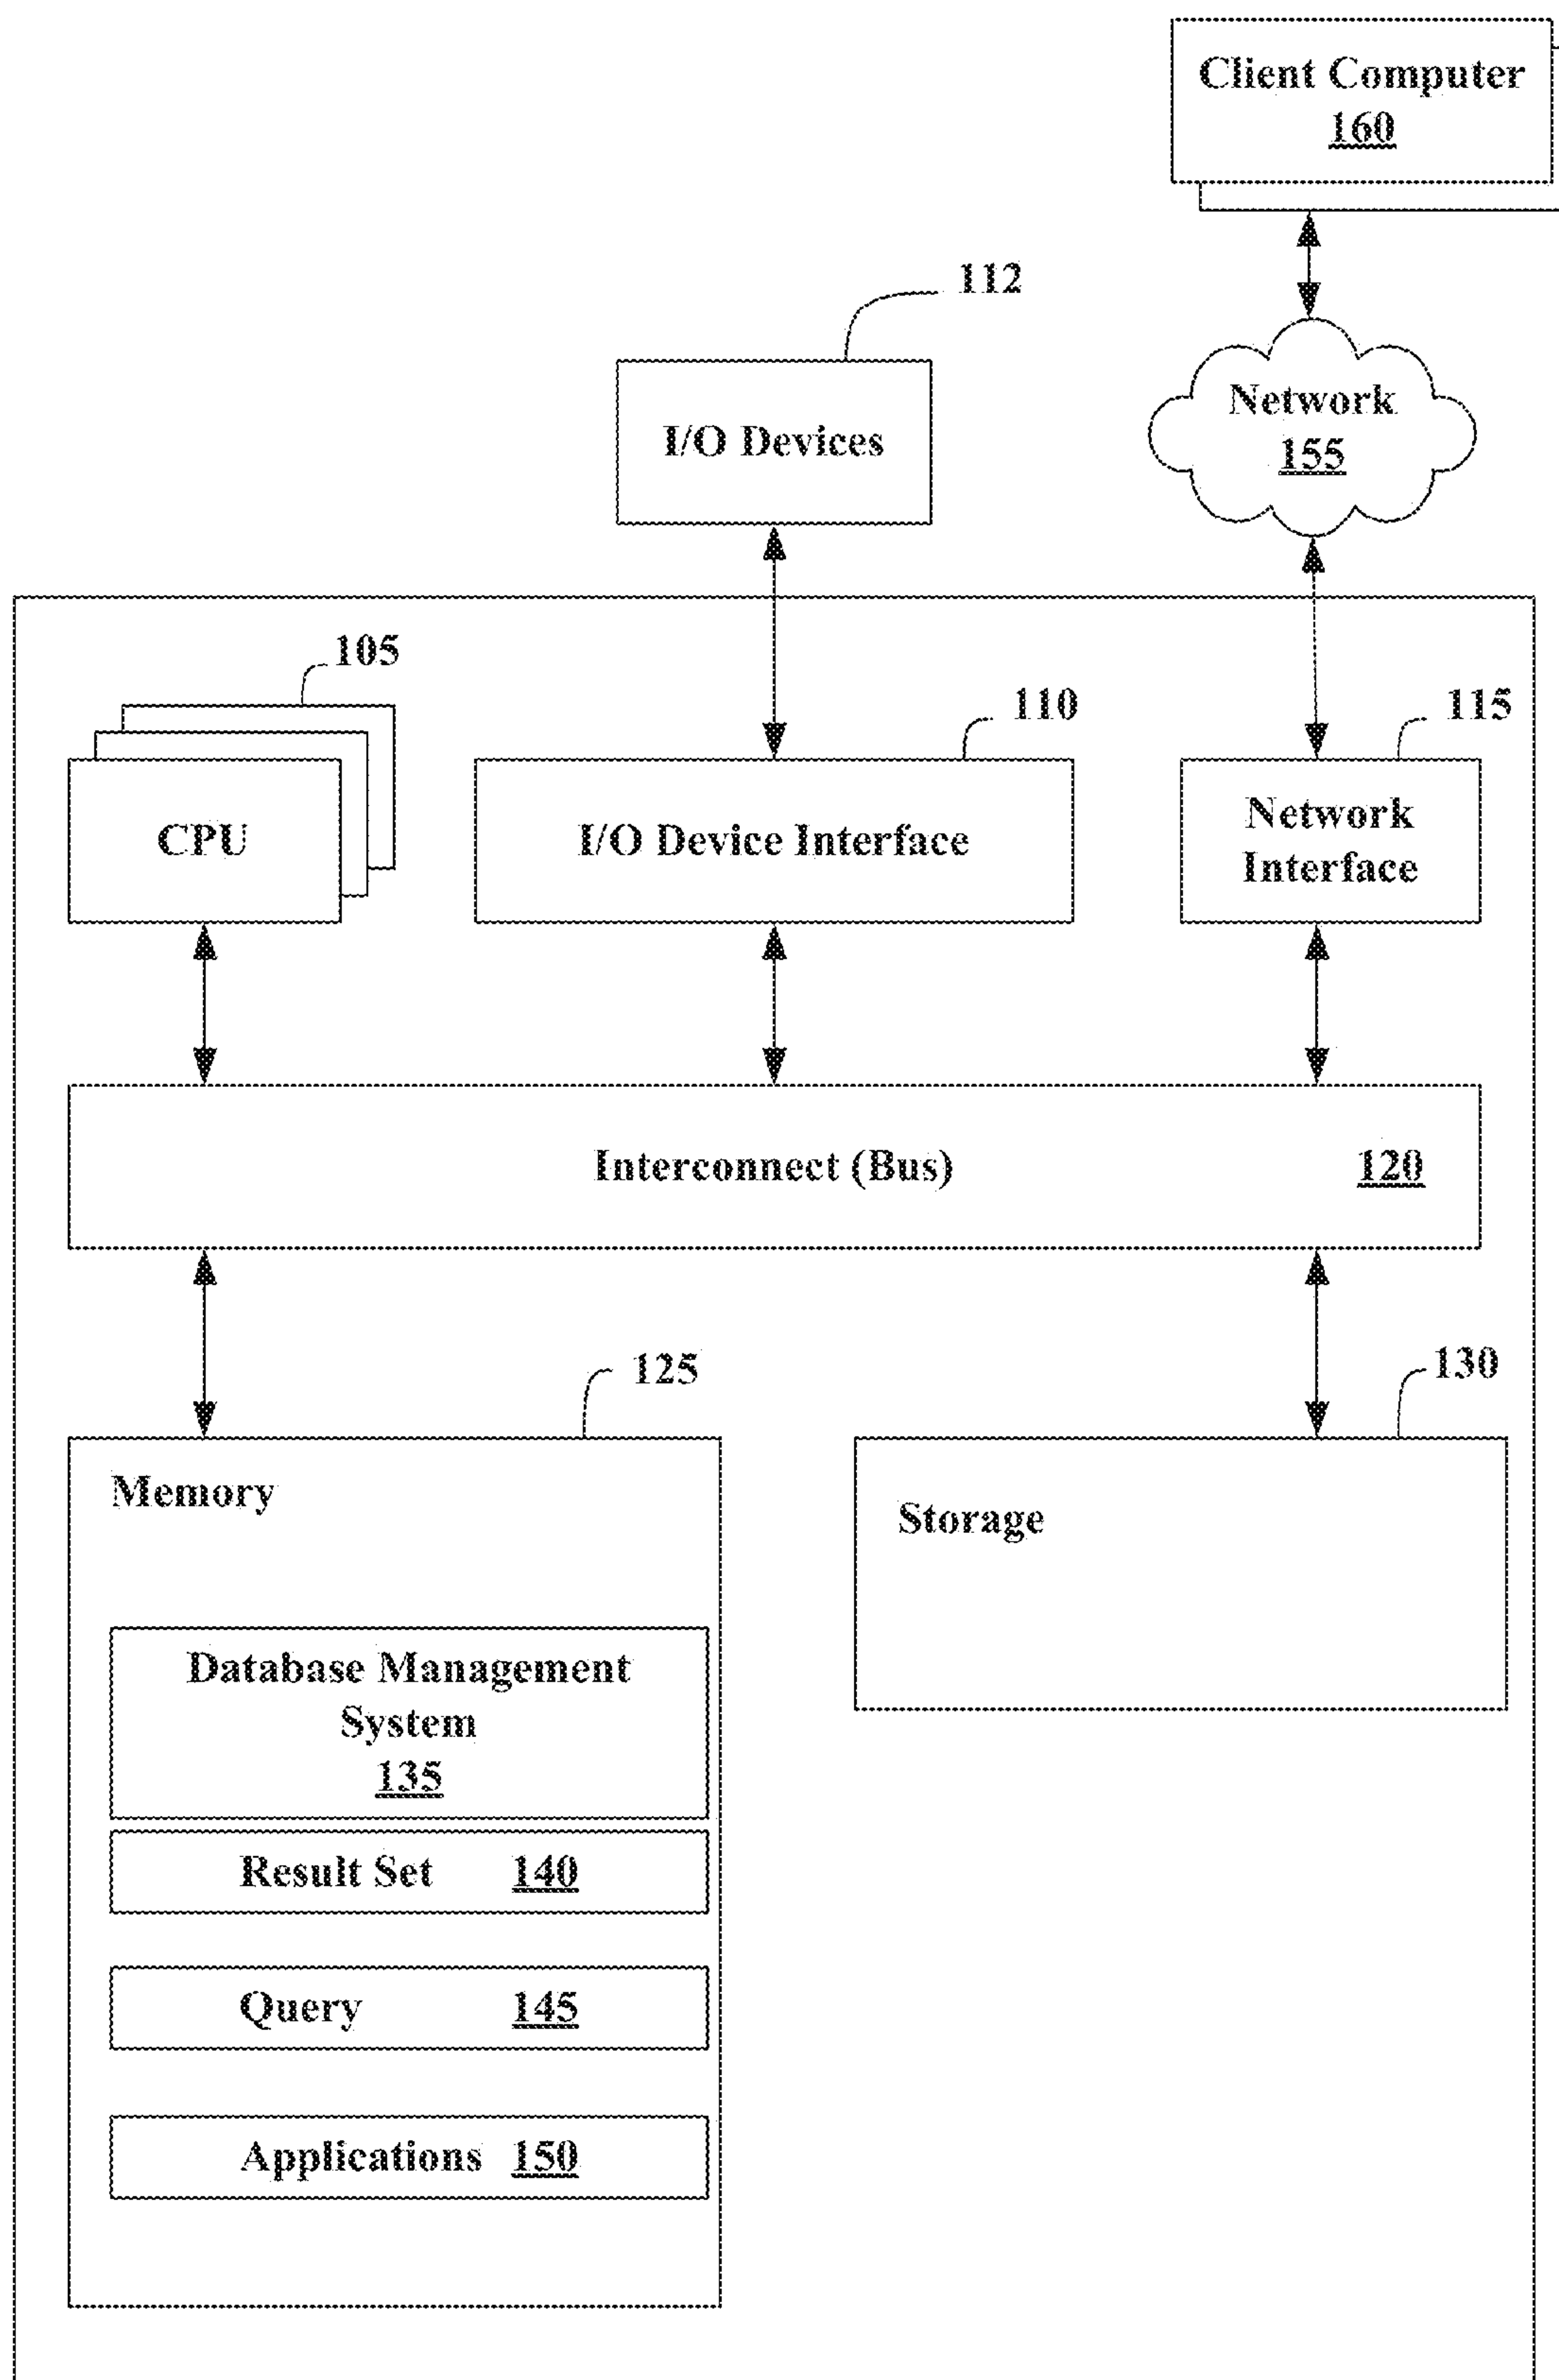 Client Computer
160
112
I/O Devices
Network
155
105
110
115
CPU
I/O Device Interface
Network
Interface
Interconnect (Bus)
120
125
130
Memory
Storage
Database Management
System
135
Result Set 140
Query 145
Applications 150